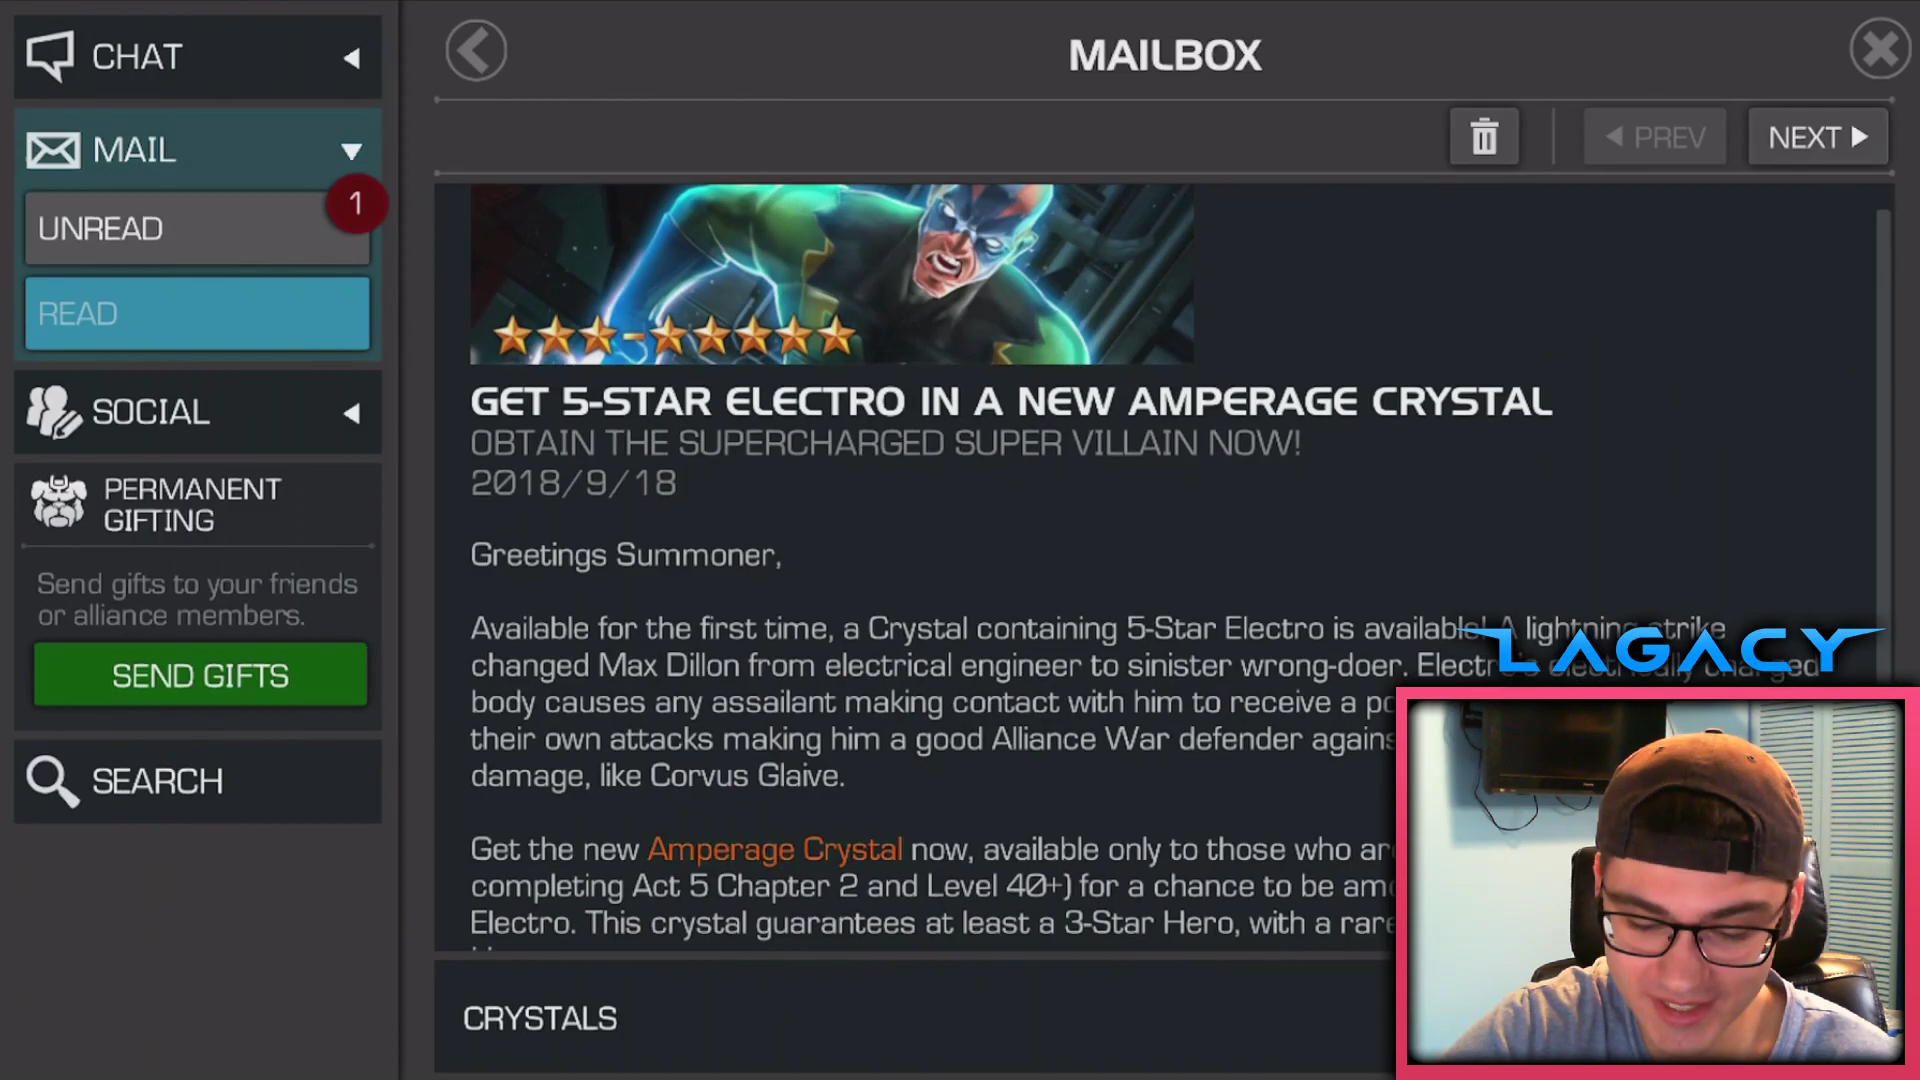 CHAT
MAILBOX
MAIL
PREV
NEXT
1
UNREAD
READ
SOCIAL
PERMANENT
GIFTING
Send gifts to your friends
or alliance members.
SEND GIFTS
SEARCH
GET 5-STAR ELECTRO IN A NEW AMPERAGE CRYSTAL
OBTAIN THE SUPERCHARGED SUPER VILLAIN NOW!
2018/9/18
Greetings Summoner,
Available for the first time, a Crystal containing 5-Star Electro is available! A lightning strike
changed Max Dillon from electrical engineer to sinister wrong-doer. Electro's electrically charged
body causes any assailant making contact with him to receive a
their own attacks making him a good Alliance War defender
damage, like Corvus Glaive.
Get the new Amperage Crystal now, available only to those who
completing Act 5 Chapter 2 and Level 40+) for a chance to be
Electro. This crystal guarantees at least a 3-Star Hero, with a
CRYSTALS
LAGACY